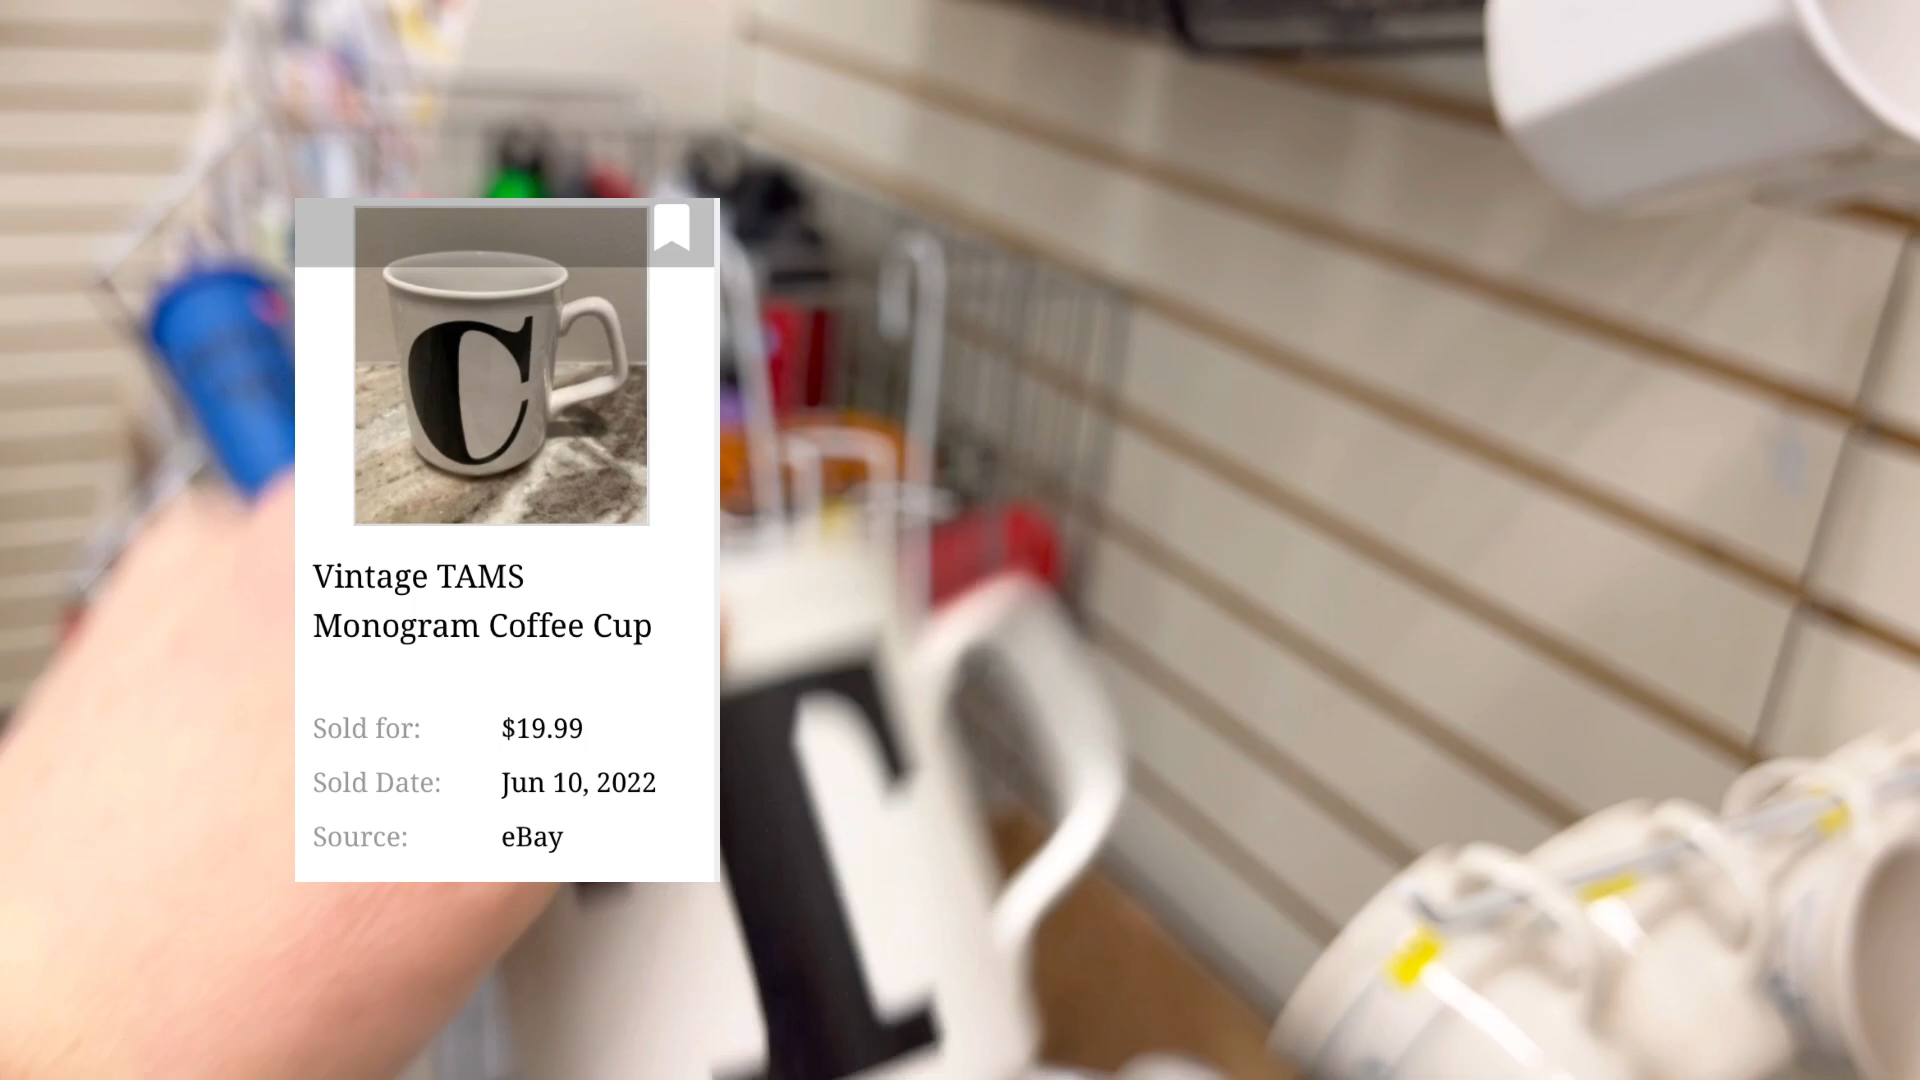 C
Vintage TAMS
Monogram Coffee Cup
Sold for: $19.99
Sold Date: Jun 10, 2022
Source: eBay